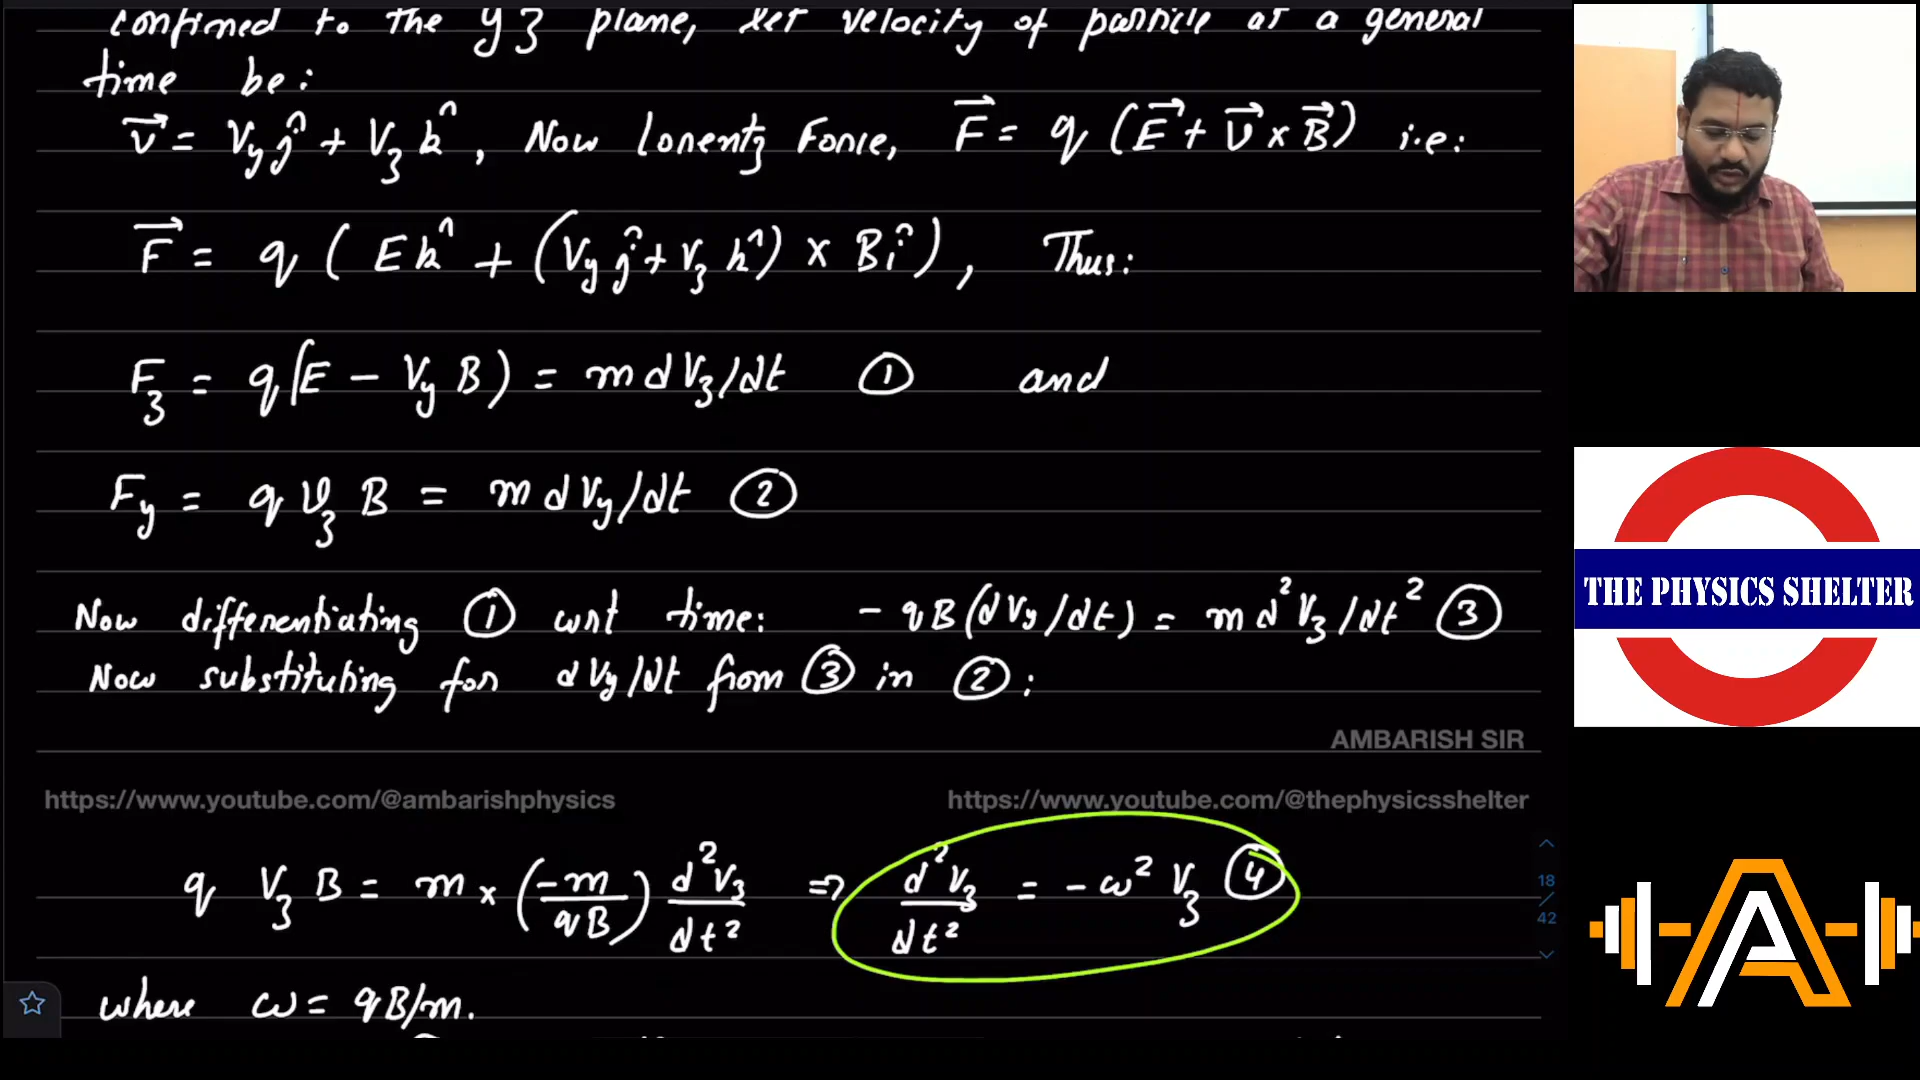 confined to the yz plane, let velocity of particle at a general
time be:
v⃗ = Vy ĵ + Vz k̂, Now Lorentz Force, F⃗ = q (E⃗ + v⃗ × B⃗) i.e:
F⃗ = q ( E k̂ + (Vy ĵ + Vz k̂) × B î ), Thus:
Fz = q(E − Vy B) = m dVz/dt ① and
Fy = q Vz B = m dVy/dt ②
Now differentiating ① wrt time: − qB (dVy/dt) = m d²Vz/dt² ③
Now substituting for dVy/dt from ③ in ②:
AMBARISH SIR
https://www.youtube.com/@ambarishphysics https://www.youtube.com/@thephysicsshelter
q Vz B = m × (−m/qB) d²Vz/dt² ⇒ d²Vz/dt² = − ω² Vz ④
where ω = qB/m.
18
/
42
THE PHYSICS SHELTER